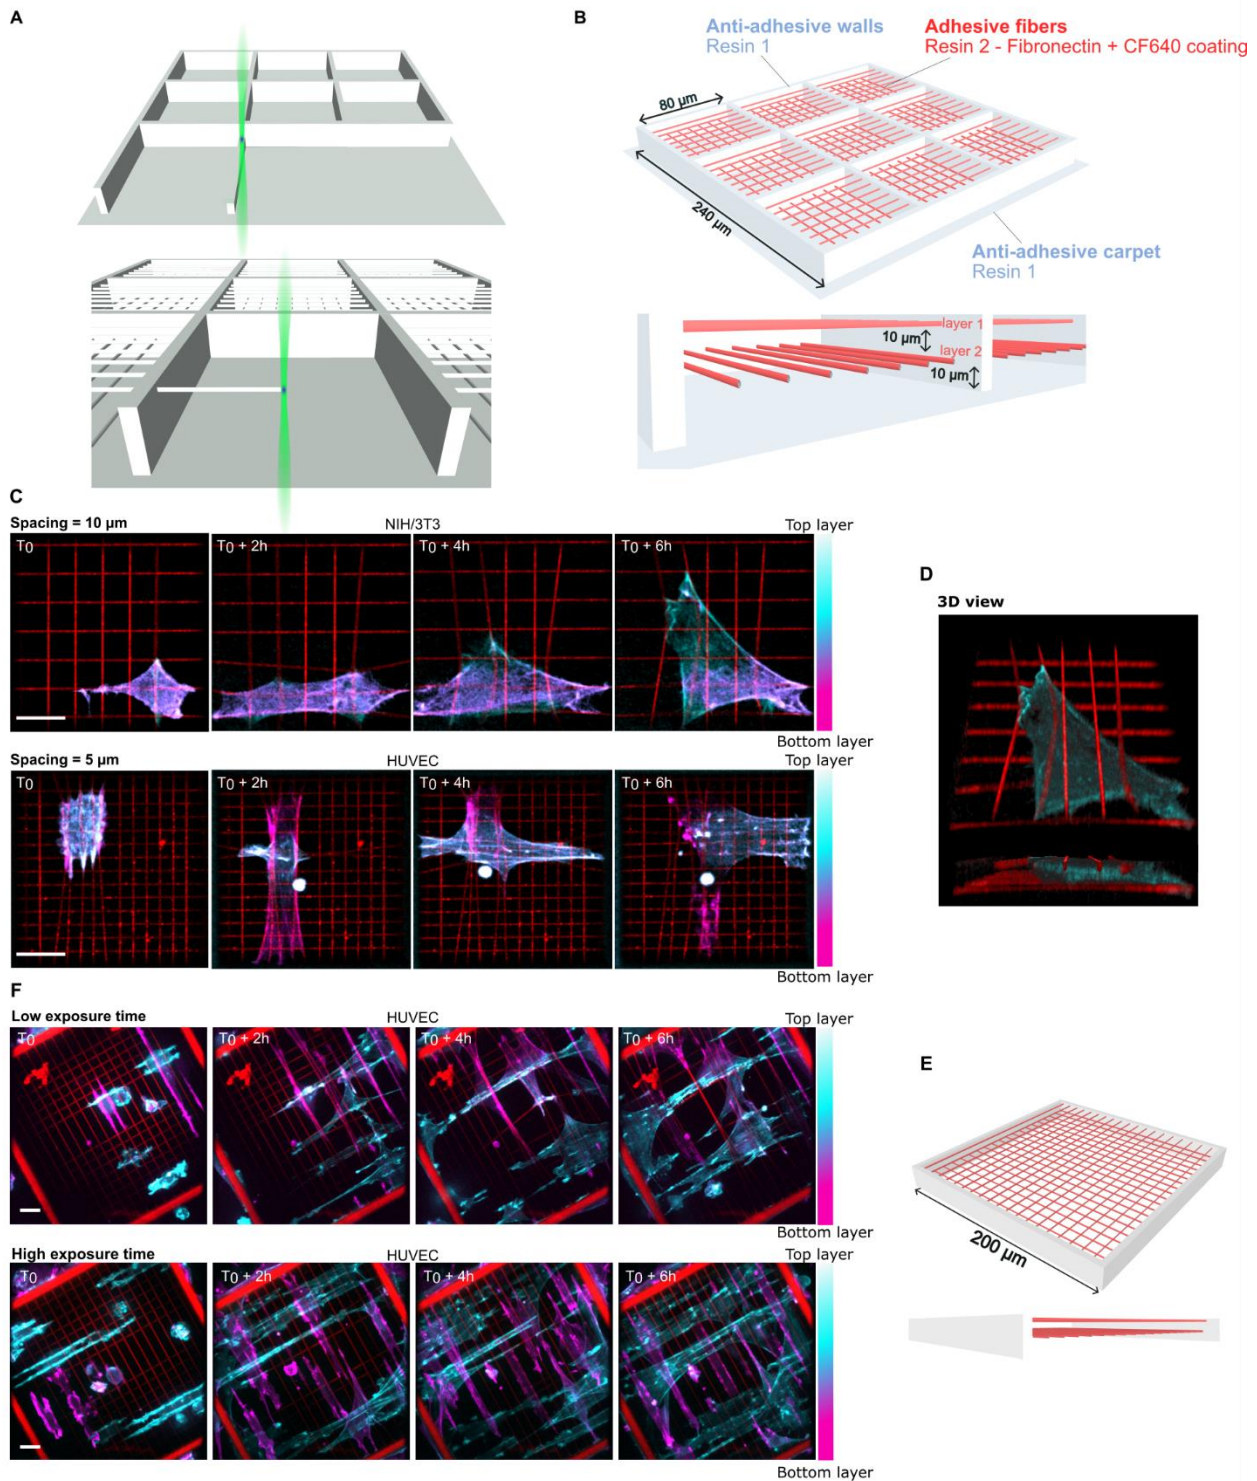 A
B
Anti-adhesive walls
Resin 1
Adhesive fibers
Resin 2 - Fibronectin + CF640 coating
80 µm
240 µm
Anti-adhesive carpet
Resin 1
layer 1
10 µm
layer 2
10 µm
C
Spacing = 10 µm
NIH/3T3
Top layer
T0
T0 + 2h
T0 + 4h
T0 + 6h
Bottom layer
Spacing = 5 µm
HUVEC
Top layer
T0
T0 + 2h
T0 + 4h
T0 + 6h
Bottom layer
D
3D view
F
Low exposure time
HUVEC
Top layer
T0
T0 + 2h
T0 + 4h
T0 + 6h
Bottom layer
High exposure time
HUVEC
Top layer
T0
T0 + 2h
T0 + 4h
T0 + 6h
Bottom layer
E
200 µm